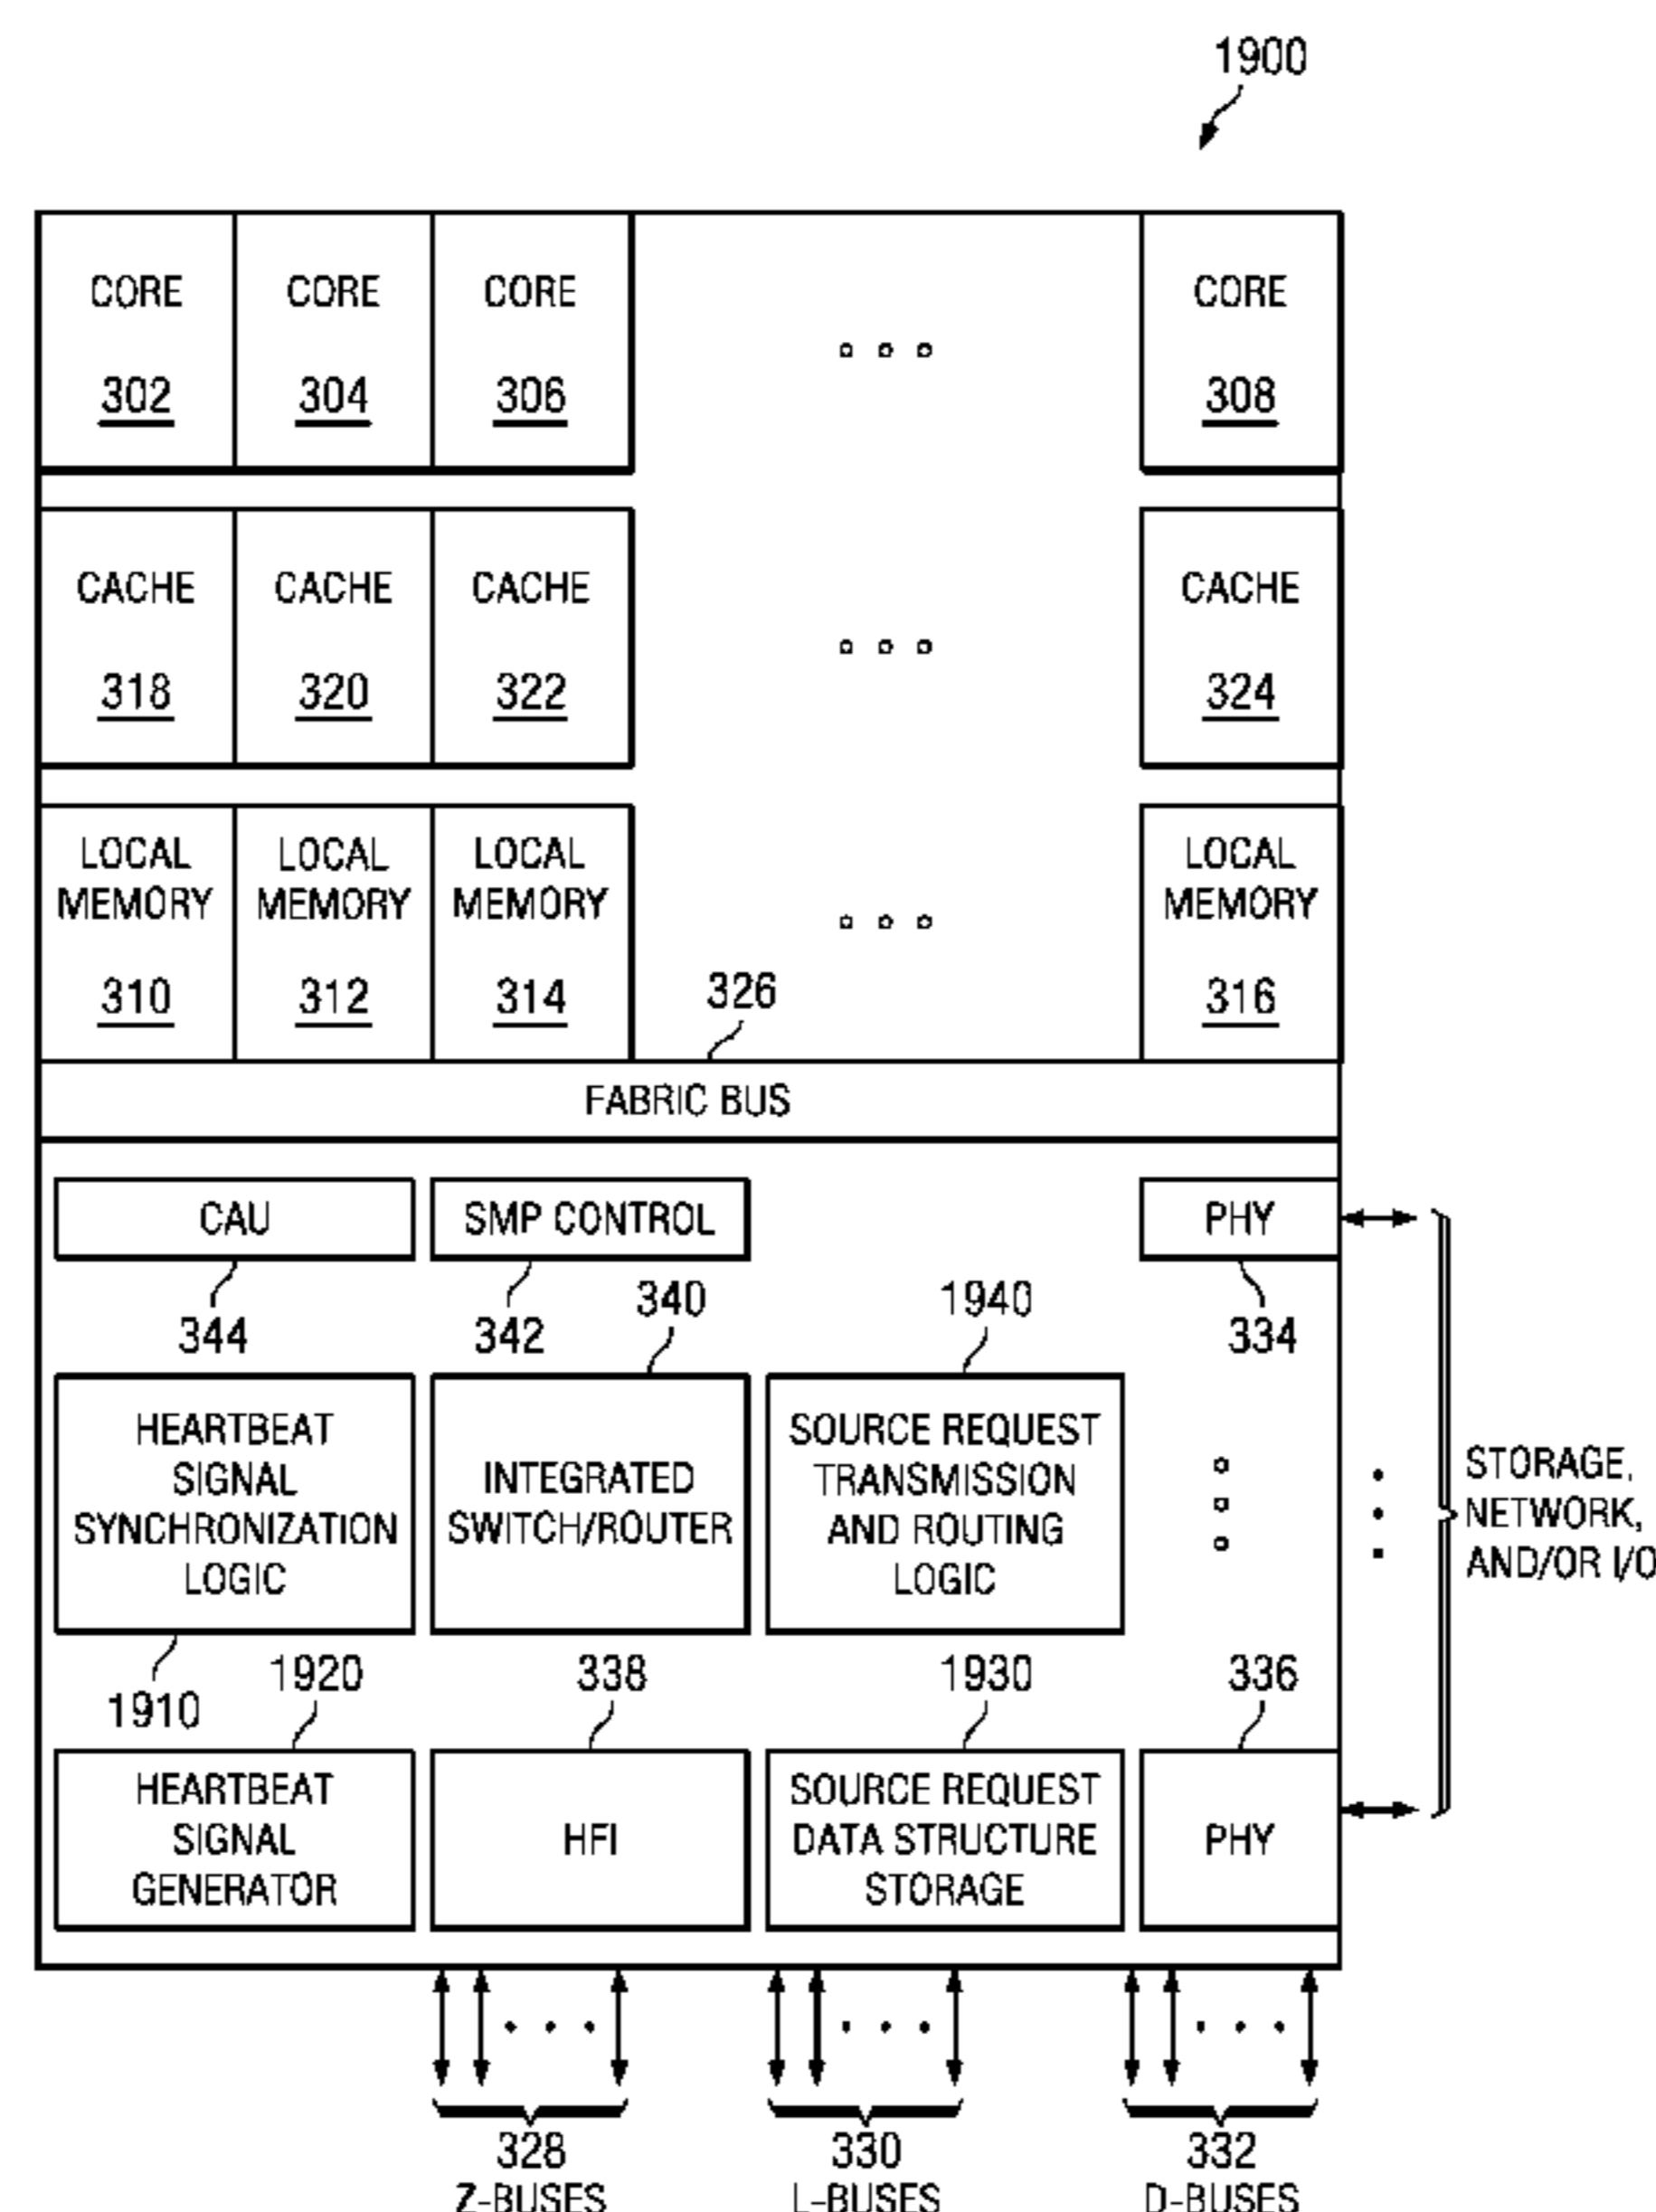 1900
CORE CORE CORE CORE
302 304 306 308
CACHE CACHE CACHE CACHE
318 320 322 324
LOCAL MEMORY LOCAL MEMORY LOCAL MEMORY LOCAL MEMORY
310 312 314 316
326
FABRIC BUS
CAU SMP CONTROL PHY
344 342 340 1940 334
HEARTBEAT
SIGNAL
SYNCHRONIZATION
LOGIC
INTEGRATED
SWITCH/ROUTER
SOURCE REQUEST
TRANSMISSION
AND ROUTING
LOGIC
STORAGE,
NETWORK,
AND/OR I/O
1910 1920 338 1930 336
HEARTBEAT
SIGNAL
GENERATOR
HFI
SOURCE REQUEST
DATA STRUCTURE
STORAGE
PHY
328 330 332
Z-BUSES L-BUSES D-BUSES